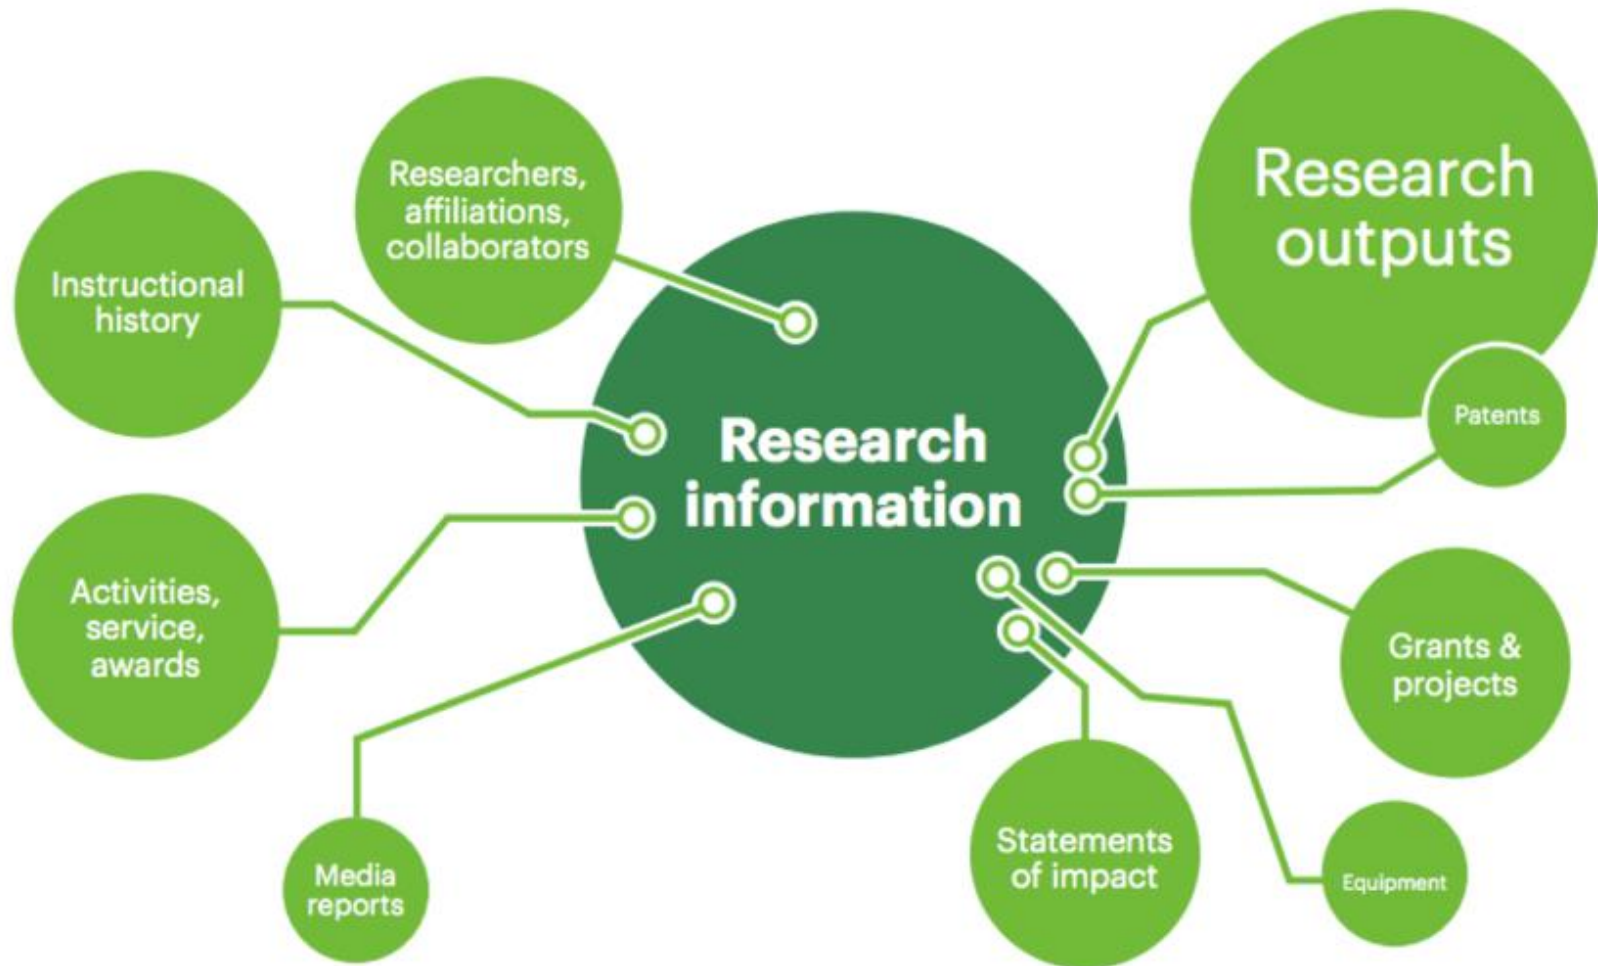 Researchers,
affiliations,
collaborators
Research
outputs
Instructional
history
Patents
Research
information
Activities,
service,
awards
Grants &
projects
Statements
of impact
Media
reports
Equipment